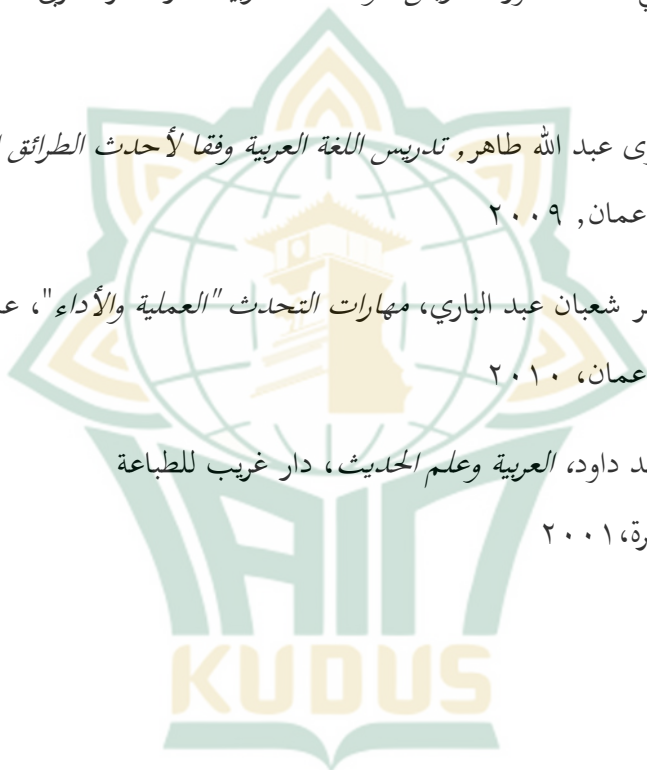 ى عبد الله طاهر, تدريس اللغة العربية وفقا لأحدث الطرائق
عمان, ٢٠٠٩
ر شعبان عبد الباري، مهارات التحدث "العملية والأداء"،
عمان، ٢٠١٠
د داود، العربية وعلم الحديث، دار غريب للطباعة
رة،٢٠٠١
IAIN
KUDUS